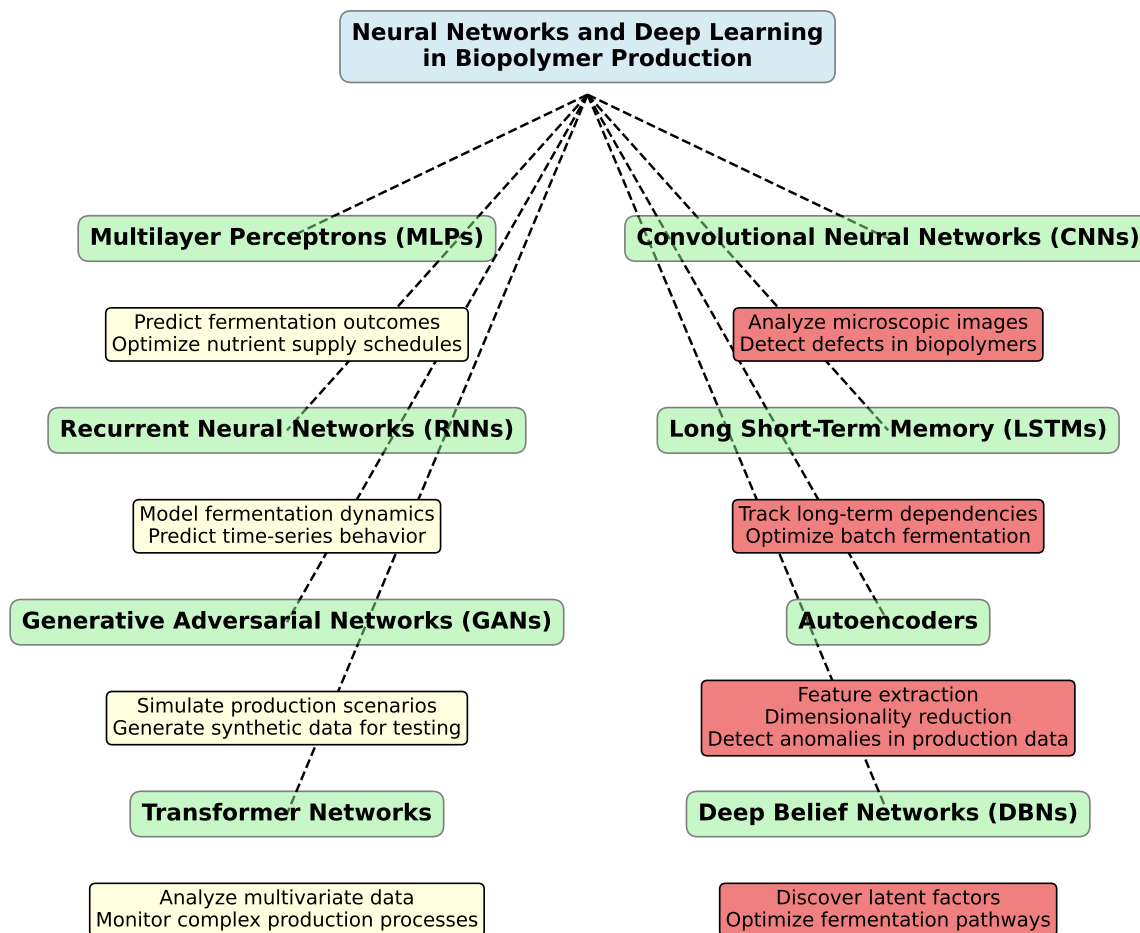 Neural Networks and Deep Learning
in Biopolymer Production
Multilayer Perceptrons (MLPs)
Convolutional Neural Networks (CNNs)
Predict fermentation outcomes
Optimize nutrient supply schedules
Analyze microscopic images
Detect defects in biopolymers
Recurrent Neural Networks (RNNs)
Long Short-Term Memory (LSTMs)
Model fermentation dynamics
Predict time-series behavior
Track long-term dependencies
Optimize batch fermentation
Generative Adversarial Networks (GANs)
Autoencoders
Simulate production scenarios
Generate synthetic data for testing
Feature extraction
Dimensionality reduction
Detect anomalies in production data
Transformer Networks
Deep Belief Networks (DBNs)
Analyze multivariate data
Monitor complex production processes
Discover latent factors
Optimize fermentation pathways